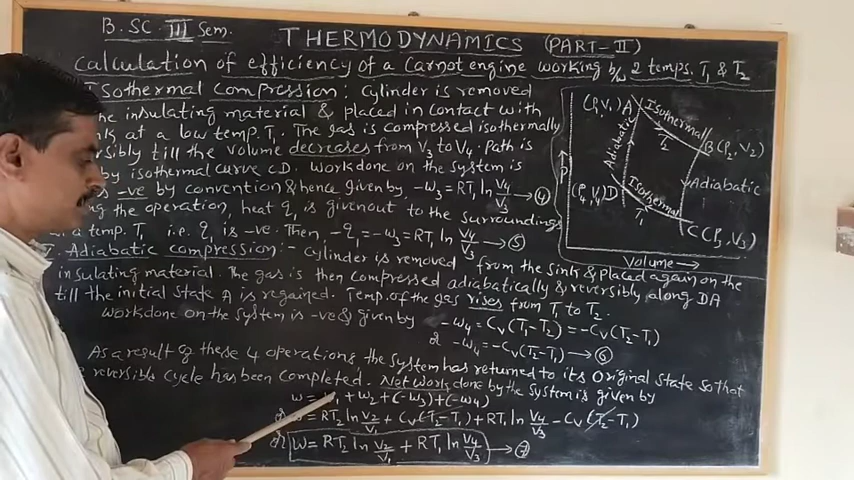 B.SC. III Sem.
THERMODYNAMICS (PART-II)
Calculation of efficiency of a Carnot engine working b/w 2 temps. T₁ & T₂
Isothermal Compression: Cylinder is removed
insulating material & placed in contact with
at a low temp. T₁. The gas is compressed isothermally
till the volume decreases from V₃ to V₄. Path is
by isothermal curve CD. Workdone on the system is
-ve by convention & hence given by -w₃ = RT₁ ln V₄/V₃ → ④
the operation, heat q₁ is given out to the surroundings
temp T₁ i.e. q₁ is -ve. Then -q₁ = -w₃ = RT₁ ln V₄/V₃ → ⑤
Adiabatic compression:- Cylinder is removed from the sink & placed again on the
insulating material. The gas is then compressed adiabatically & reversibly along DA
till the initial state A is regained. Temp. of the gas rises from T₁ to T₂.
workdone on the system is -ve & given by -w₄ = Cv(T₁-T₂) = -Cv(T₂-T₁)
or -w₄ = -Cv(T₂-T₁) → ⑥
As a result of these 4 operations, the system has returned to its original state so that
reversible cycle has been completed. Net work done by the system is given by
w = w₁ + w₂ + (-w₃) + (-w₄)
or w = RT₂ ln V₂/V₁ + Cv(T₂-T₁) + RT₁ ln V₄/V₃ - Cv(T₂-T₁)
or w = RT₂ ln V₂/V₁ + RT₁ ln V₄/V₃ → ⑦
A Isothermal
T₂
B (P₂, V₂)
Adiabatic
P
Adiabatic
(P₄, V₄) D
Isothermal
T₁
C (P₃, V₃)
Volume →